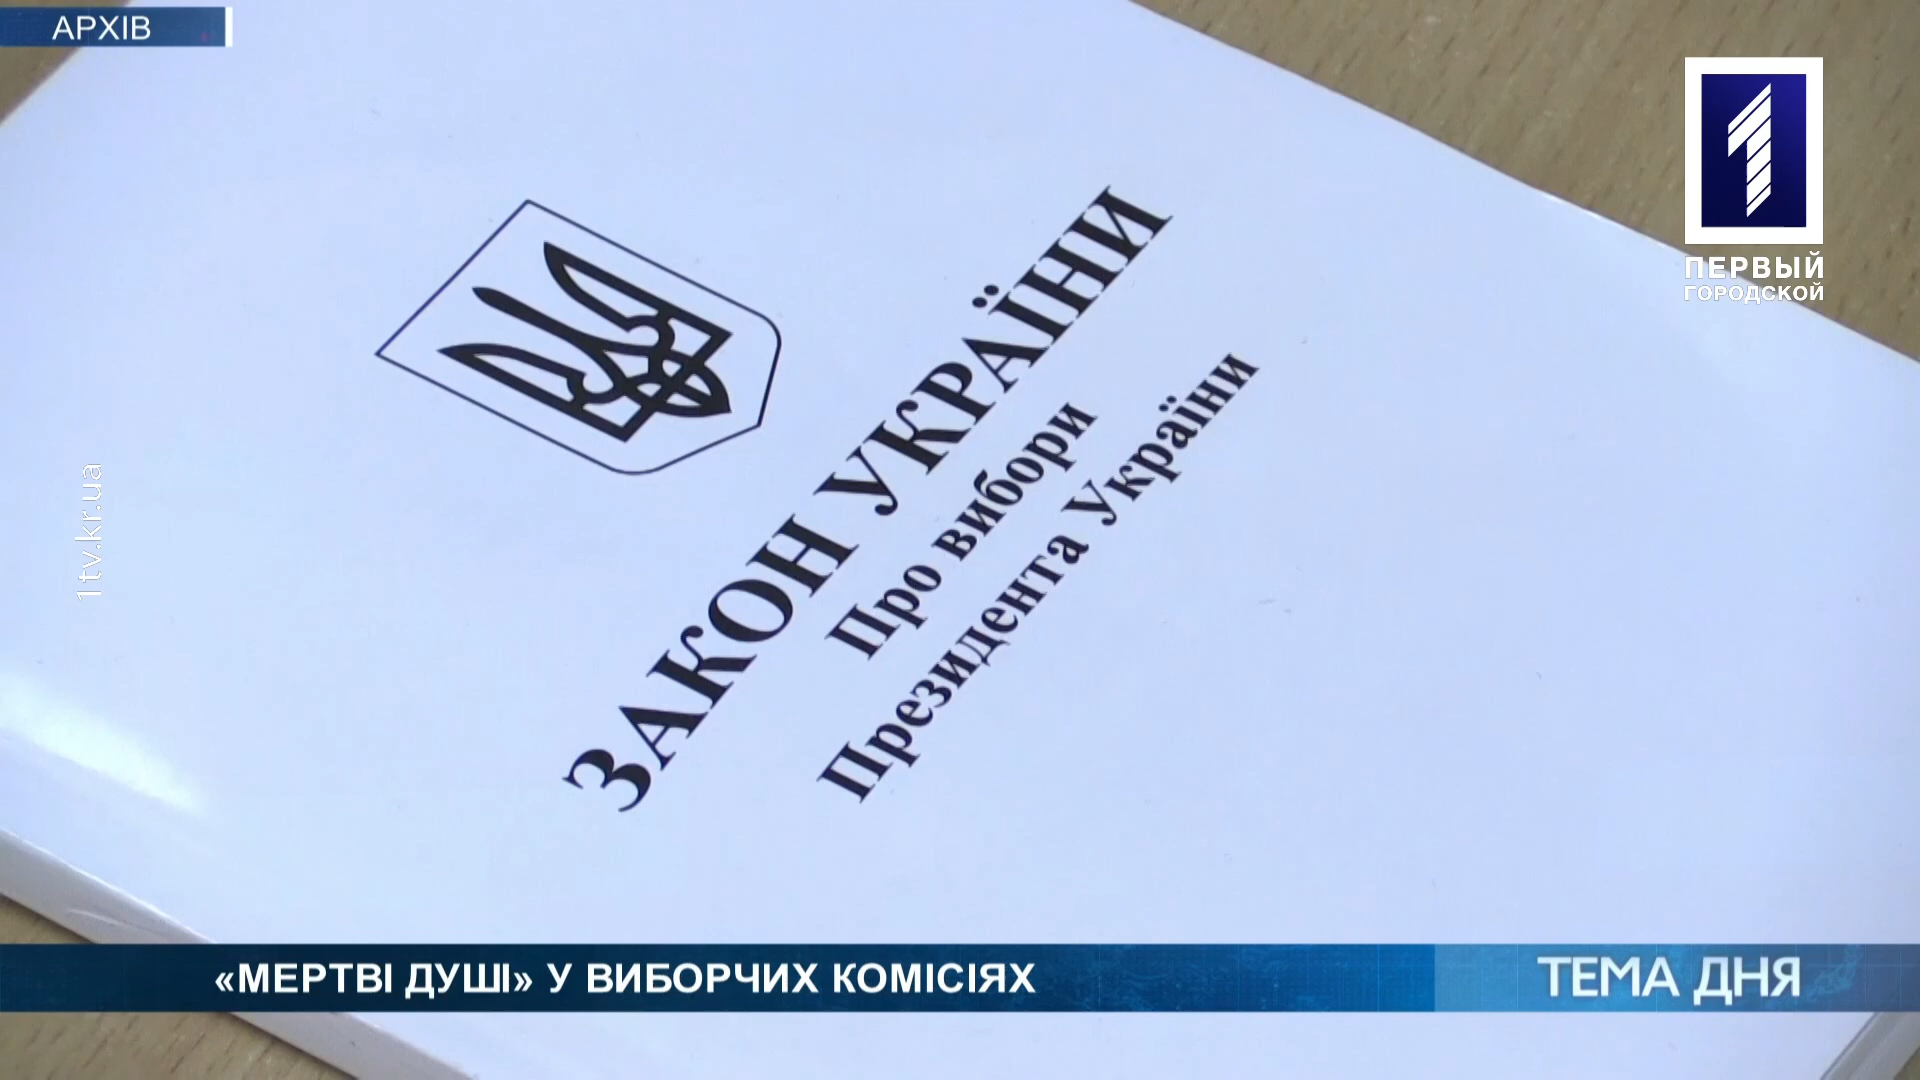 АРХІВ
ПЕРВЫЙ
ГОРОДСКОЙ
1tv.kr.ua
ЗАКОН УКРАЇНИ
Про вибори
Президента України
«МЕРТВІ ДУШІ» У ВИБОРЧИХ КОМІСІЯХ
ТЕМА ДНЯ